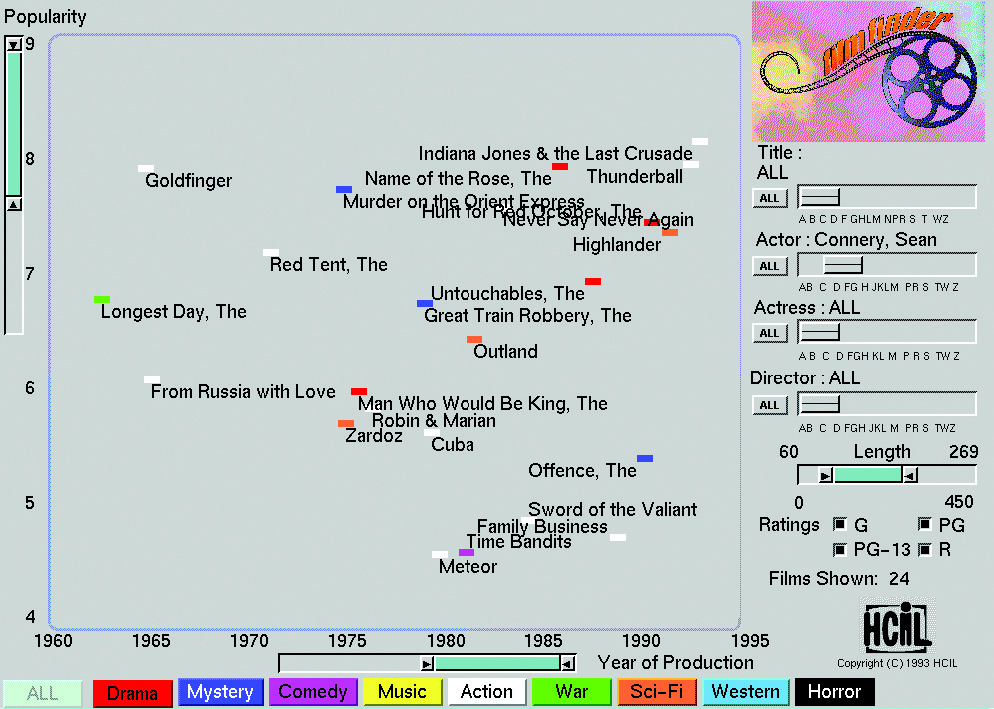 Popularity
film finder
9
8
7
6
5
4
Indiana Jones & the Last Crusade
Goldfinger
Name of the Rose, The
Thunderball
Murder on the Orient Express
Hunt for Red October, The
Never Say Never Again
Highlander
Red Tent, The
Untouchables, The
Longest Day, The
Great Train Robbery, The
Outland
From Russia with Love
Man Who Would Be King, The
Robin & Marian
Zardoz
Cuba
Offence, The
Sword of the Valiant
Family Business
Time Bandits
Meteor
1960 1965 1970 1975 1980 1985 1990 1995
Year of Production
Title :
ALL
ALL
A B C D F GHLM NPR S T WZ
Actor : Connery, Sean
ALL
AB C D F G H JKLM P R S TWZ
Actress : ALL
ALL
A B C D FGH KL M P R S TW Z
Director : ALL
ALL
AB C D FGH JKL M PR S TWZ
60 Length 269
0 450
Ratings G PG
PG-13 R
Films Shown: 24
HCIL
Copyright (C) 1993 HCIL
ALL Drama Mystery Comedy Music Action War Sci-Fi Western Horror